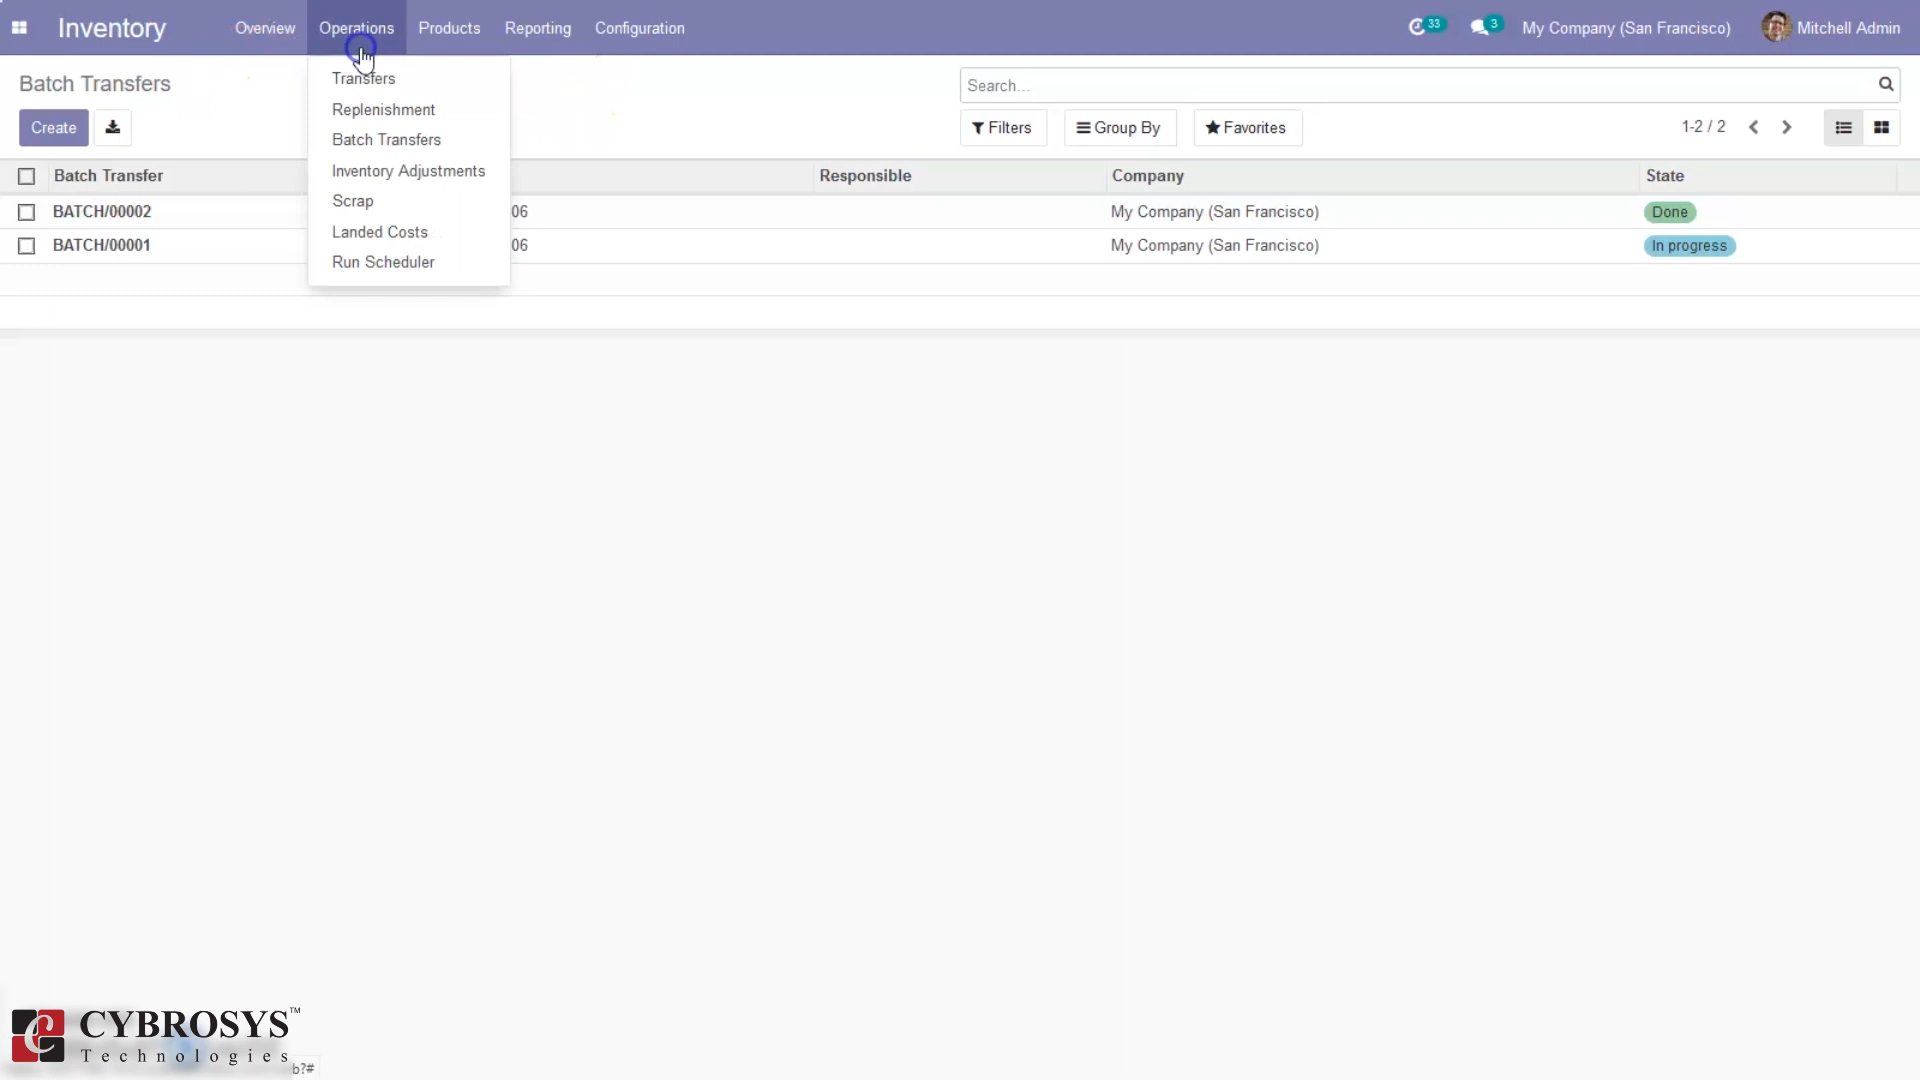 Inventory Overview Operations Products Reporting Configuration 33 3 My Company (San Francisco) Mitchell Admin
Batch Transfers
Search...
Create
Filters Group By Favorites 1-2 / 2
Transfers
Replenishment
Batch Transfers
Inventory Adjustments
Scrap
Landed Costs
Run Scheduler
Batch Transfer Responsible Company State
BATCH/00002 06 My Company (San Francisco) Done
BATCH/00001 06 My Company (San Francisco) In progress
CYBROSYS™
Technologies
b?#